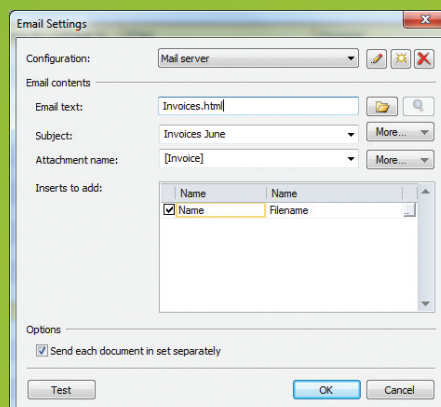 Email Settings
Configuration: Mail server
Email contents
Email text: Invoices.html
Subject: Invoices June More...
Attachment name: [Invoice] More...
Inserts to add:
Name Name
Name Filename ...
Options
Send each document in set separately
Test OK Cancel